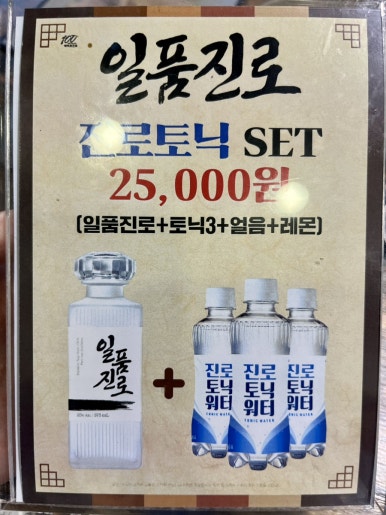 일품진로
진로토닉 SET
25,000원
(일품진로+토닉3+얼음+레몬)
일품
진로
+
진로
토닉
워터
TONIC WATER
진로
토닉
워터
진로
토닉
워터